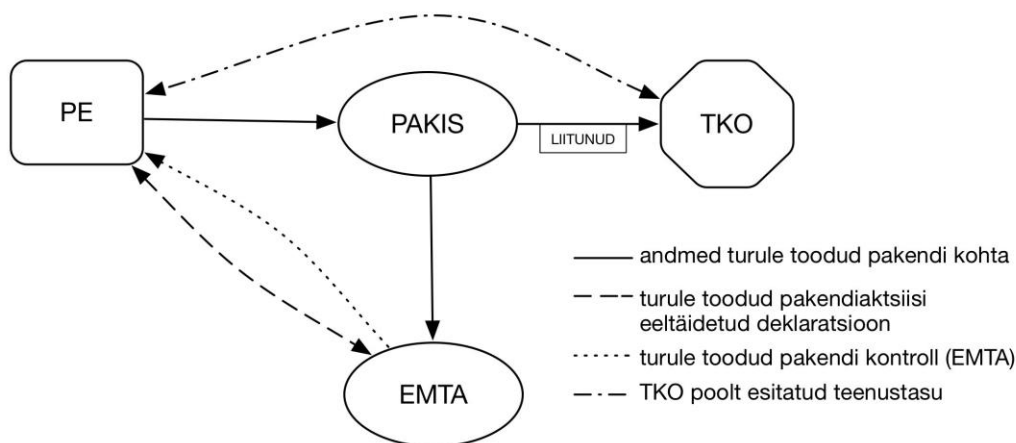 PE
PAKIS
TKO
LIITUNUD
EMTA
andmed turule toodud pakendi kohta
turule toodud pakendiaktsiisi
eeltäidetud deklaratsioon
turule toodud pakendi kontroll (EMTA)
TKO poolt esitatud teenustasu